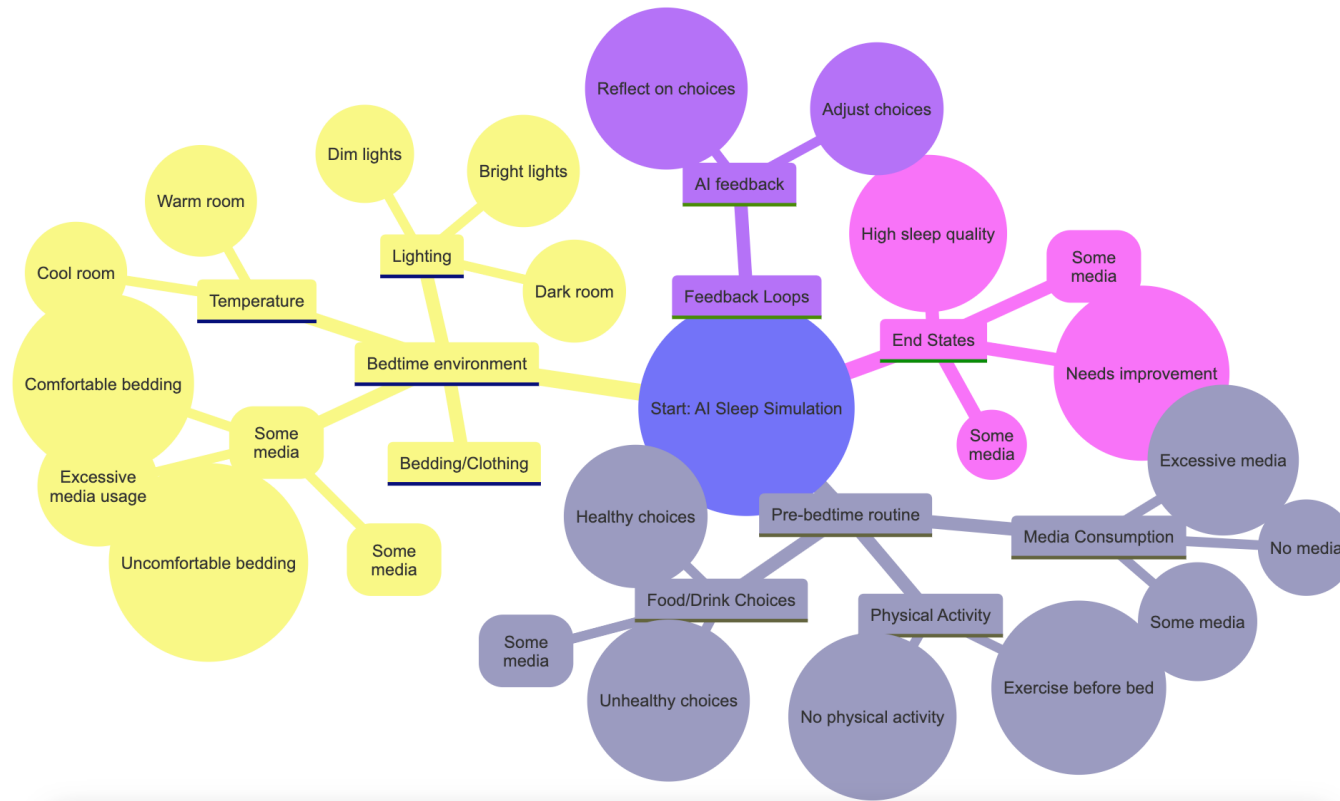 Reflect on choices
Adjust choices
Dim lights
Bright lights
AI feedback
Warm room
High sleep quality
Lighting
Some
media
Cool room
Dark room
Temperature
Feedback Loops
End States
Bedtime environment
Needs improvement
Comfortable bedding
Start: AI Sleep Simulation
Some
media
Some
media
Bedding/Clothing
Excessive media
Excessive
media usage
Healthy choices
Pre-bedtime routine
Media Consumption
No media
Uncomfortable bedding
Some
media
Food/Drink Choices
Physical Activity
Some media
Some
media
Unhealthy choices
Exercise before bed
No physical activity